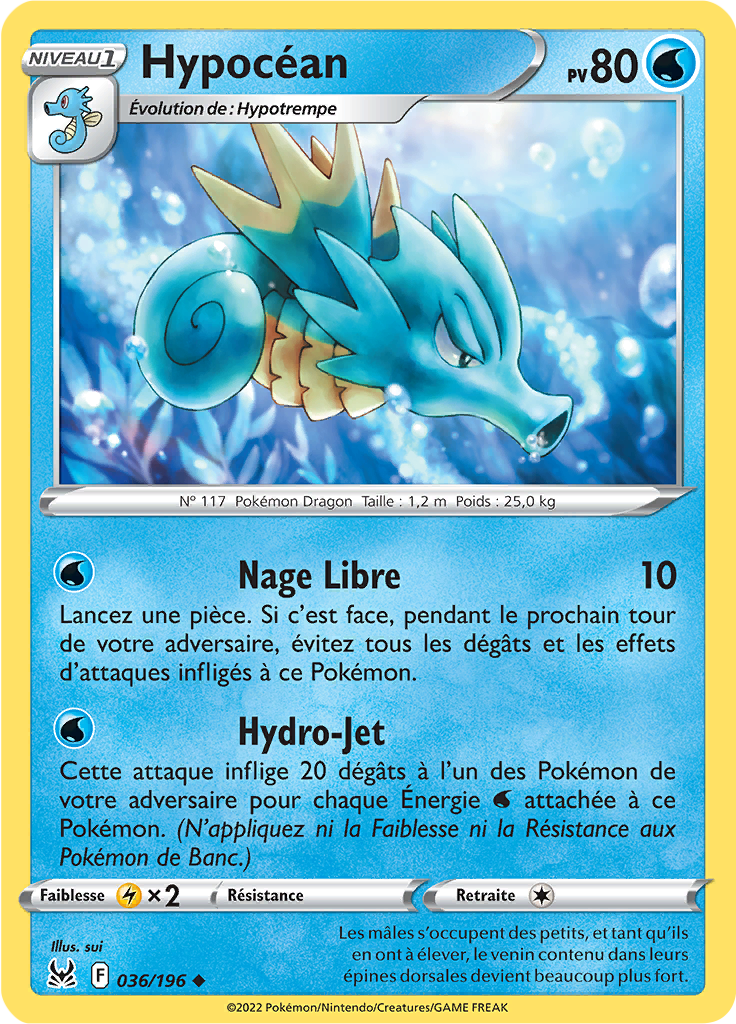 NIVEAU 1
Hypocéan
PV 80
Évolution de : Hypotrempe
Nº 117 Pokémon Dragon Taille : 1,2 m Poids : 25,0 kg
Nage Libre 10
Lancez une pièce. Si c'est face, pendant le prochain tour
de votre adversaire, évitez tous les dégâts et les effets
d'attaques infligés à ce Pokémon.
Hydro-Jet
Cette attaque inflige 20 dégâts à l'un des Pokémon de
votre adversaire pour chaque Énergie attachée à ce
Pokémon. (N'appliquez ni la Faiblesse ni la Résistance aux
Pokémon de Banc.)
Faiblesse ×2 Résistance Retraite
Illus. sui
Les mâles s'occupent des petits, et tant qu'ils
en ont à élever, le venin contenu dans leurs
épines dorsales devient beaucoup plus fort.
F 036/196
©2022 Pokémon/Nintendo/Creatures/GAME FREAK